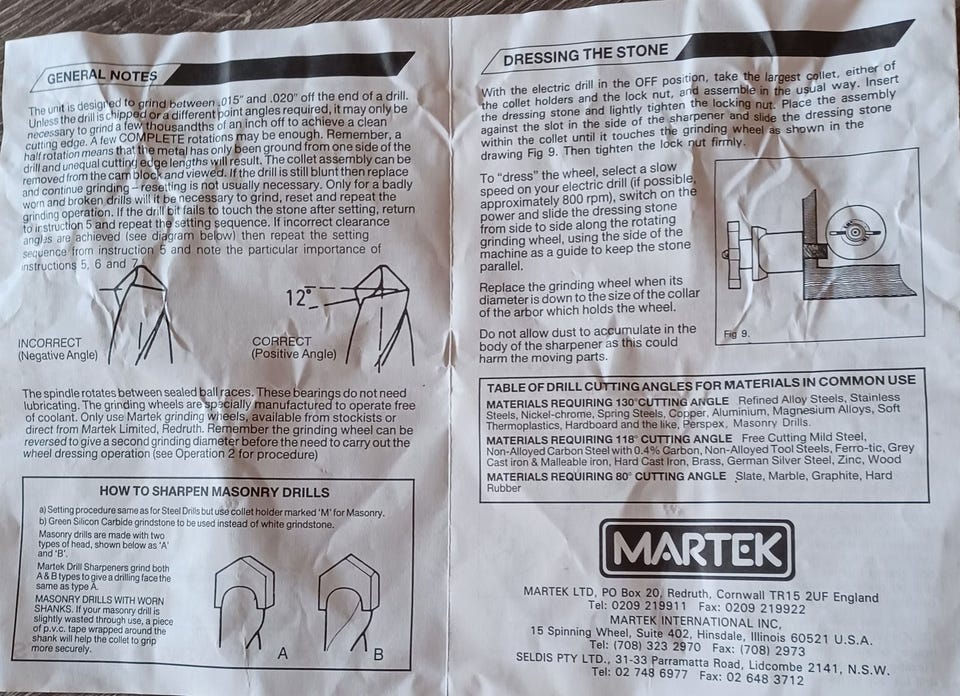 GENERAL NOTES
The unit is designed to grind between .015" and .020" off the end of a drill.
Unless the drill is chipped or a different point angles required, it may only be
necessary to grind a few thousandths of an inch off to achieve a clean
cutting edge. A few COMPLETE rotations may be enough. Remember, a
half rotation means that the metal has only been ground from one side of the
drill and unequal cutting edge lengths will result. The collet assembly can be
removed from the cam block and viewed. If the drill is still blunt then replace
and continue grinding – resetting is not usually necessary. Only for a badly
worn and broken drills will it be necessary to grind, reset and repeat the
grinding operation. If the drill bit fails to touch the stone after setting, return
to instruction 5 and repeat the setting sequence. If incorrect clearance
angles are achieved (see diagram below) then repeat the setting
sequence from instruction 5 and note the particular importance of
instructions 5, 6 and 7.
12°
INCORRECT
(Negative Angle)
CORRECT
(Positive Angle)
The spindle rotates between sealed ball races. These bearings do not need
lubricating. The grinding wheels are specially manufactured to operate free
of coolant. Only use Martek grinding wheels, available from stockists or
direct from Martek Limited, Redruth. Remember the grinding wheel can be
reversed to give a second grinding diameter before the need to carry out the
wheel dressing operation (see Operation 2 for procedure)
HOW TO SHARPEN MASONRY DRILLS
a) Setting procedure same as for Steel Drills but use collet holder marked 'M' for Masonry.
b) Green Silicon Carbide grindstone to be used instead of white grindstone.
Masonry drills are made with two
types of head, shown below as 'A'
and 'B'.
Martek Drill Sharpeners grind both
A & B types to give a drilling face the
same as type A.
MASONRY DRILLS WITH WORN
SHANKS. If your masonry drill is
slightly wasted through use, a piece
of p.v.c. tape wrapped around the
shank will help the collet to grip
more securely.
A
B
DRESSING THE STONE
With the electric drill in the OFF position, take the largest collet, either of
the collet holders and the lock nut, and assemble in the usual way. Insert
the dressing stone and lightly tighten the locking nut. Place the assembly
against the slot in the side of the sharpener and slide the dressing stone
within the collet until it touches the grinding wheel as shown in the
drawing Fig 9. Then tighten the lock nut firmly.
To "dress" the wheel, select a slow
speed on your electric drill (if possible,
approximately 800 rpm), switch on the
power and slide the dressing stone
from side to side along the rotating
grinding wheel, using the side of the
machine as a guide to keep the stone
parallel.
Replace the grinding wheel when its
diameter is down to the size of the collar
of the arbor which holds the wheel.
Do not allow dust to accumulate in the
body of the sharpener as this could
harm the moving parts.
Fig 9.
TABLE OF DRILL CUTTING ANGLES FOR MATERIALS IN COMMON USE
MATERIALS REQUIRING 130° CUTTING ANGLE Refined Alloy Steels, Stainless
Steels, Nickel-chrome, Spring Steels, Copper, Aluminium, Magnesium Alloys, Soft
Thermoplastics, Hardboard and the like, Perspex, Masonry Drills.
MATERIALS REQUIRING 118° CUTTING ANGLE Free Cutting Mild Steel,
Non-Alloyed Carbon Steel with 0.4% Carbon, Non-Alloyed Tool Steels, Ferro-tic, Grey
Cast iron & Malleable iron, Hard Cast Iron, Brass, German Silver Steel, Zinc, Wood
MATERIALS REQUIRING 80° CUTTING ANGLE Slate, Marble, Graphite, Hard
Rubber
MARTEK
MARTEK LTD, PO Box 20, Redruth, Cornwall TR15 2UF England
Tel: 0209 219911 Fax: 0209 219922
MARTEK INTERNATIONAL INC,
15 Spinning Wheel, Suite 402, Hinsdale, Illinois 60521 U.S.A.
Tel: (708) 323 2970 Fax: (708) 2973
SELDIS PTY LTD., 31-33 Parramatta Road, Lidcombe 2141, N.S.W.
Tel: 02 748 6977 Fax: 02 648 3712